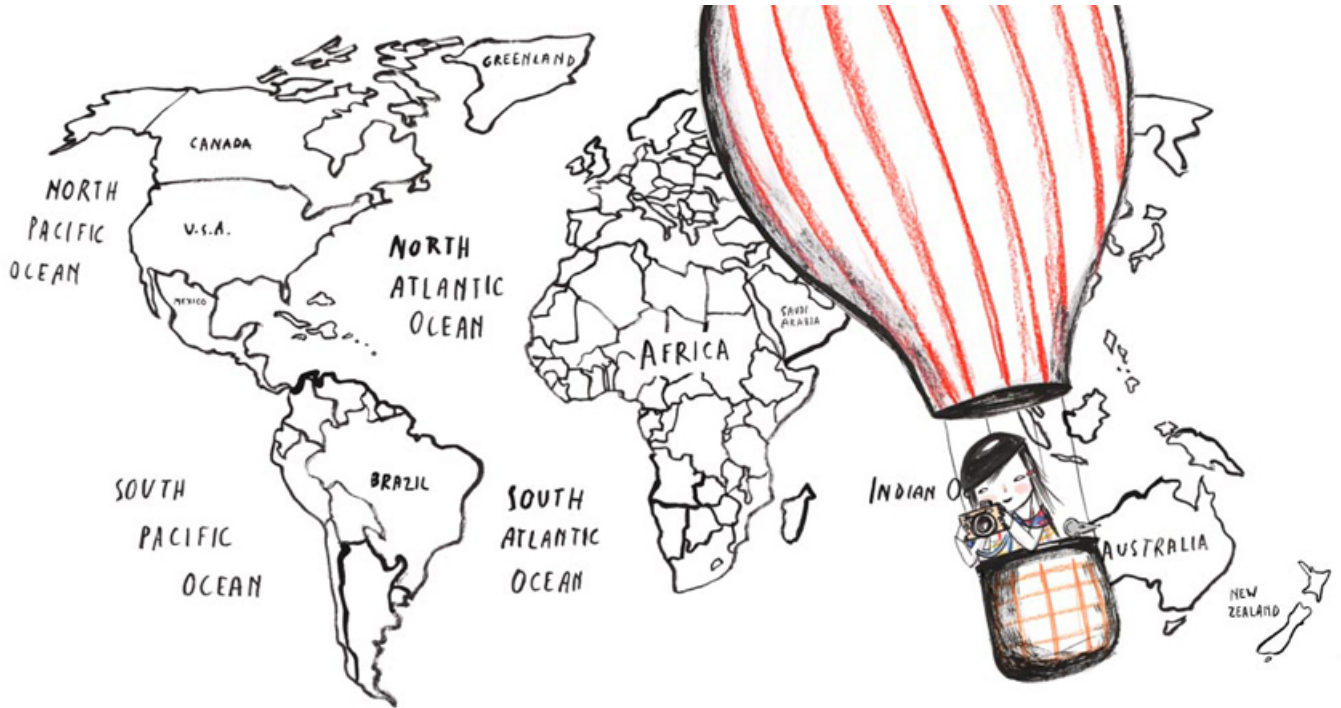 GREENLAND
CANADA
NORTH
PACIFIC
OCEAN
U.S.A.
MEXICO
NORTH
ATLANTIC
OCEAN
SAUDI
ARABIA
AFRICA
BRAZIL
SOUTH
PACIFIC
OCEAN
SOUTH
ATLANTIC
OCEAN
INDIAN O
AUSTRALIA
NEW
ZEALAND